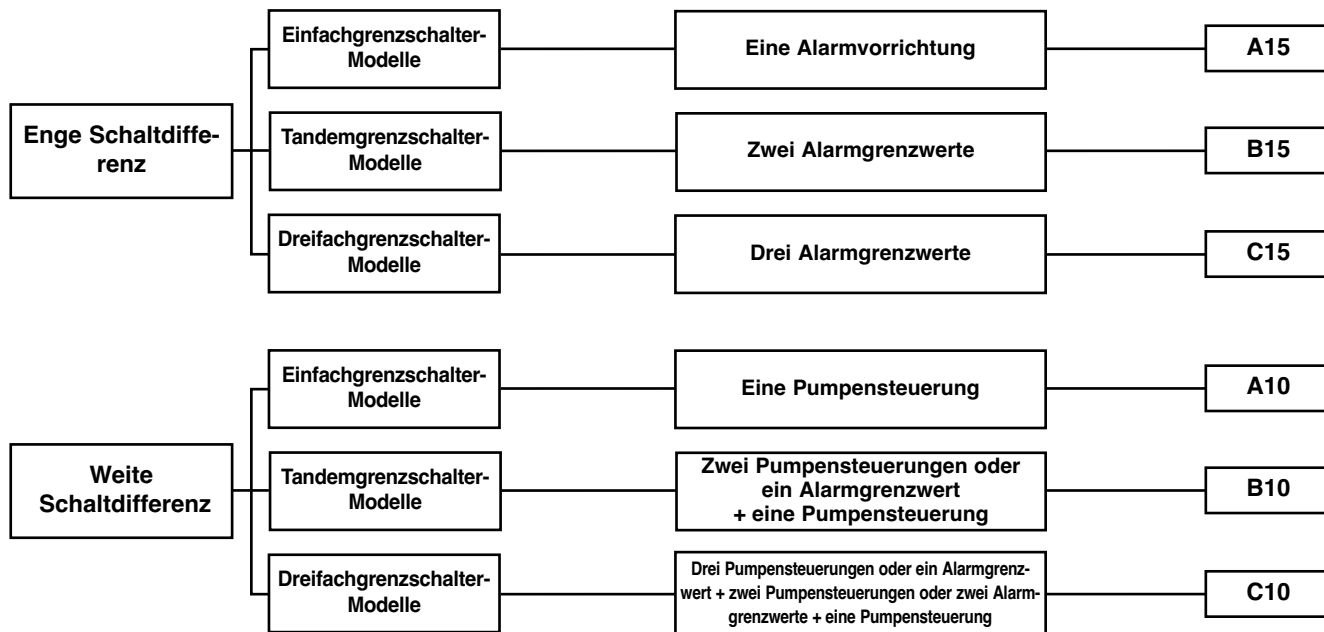 Enge Schaltdiffe-
renz
Einfachgrenzschalter-
Modelle
Eine Alarmvorrichtung
A15
Tandemgrenzschalter-
Modelle
Zwei Alarmgrenzwerte
B15
Dreifachgrenzschalter-
Modelle
Drei Alarmgrenzwerte
C15
Weite
Schaltdifferenz
Einfachgrenzschalter-
Modelle
Eine Pumpensteuerung
A10
Tandemgrenzschalter-
Modelle
Zwei Pumpensteuerungen oder
ein Alarmgrenzwert
+ eine Pumpensteuerung
B10
Dreifachgrenzschalter-
Modelle
Drei Pumpensteuerungen oder ein Alarmgrenz-
wert + zwei Pumpensteuerungen oder zwei Alarm-
grenzwerte + eine Pumpensteuerung
C10